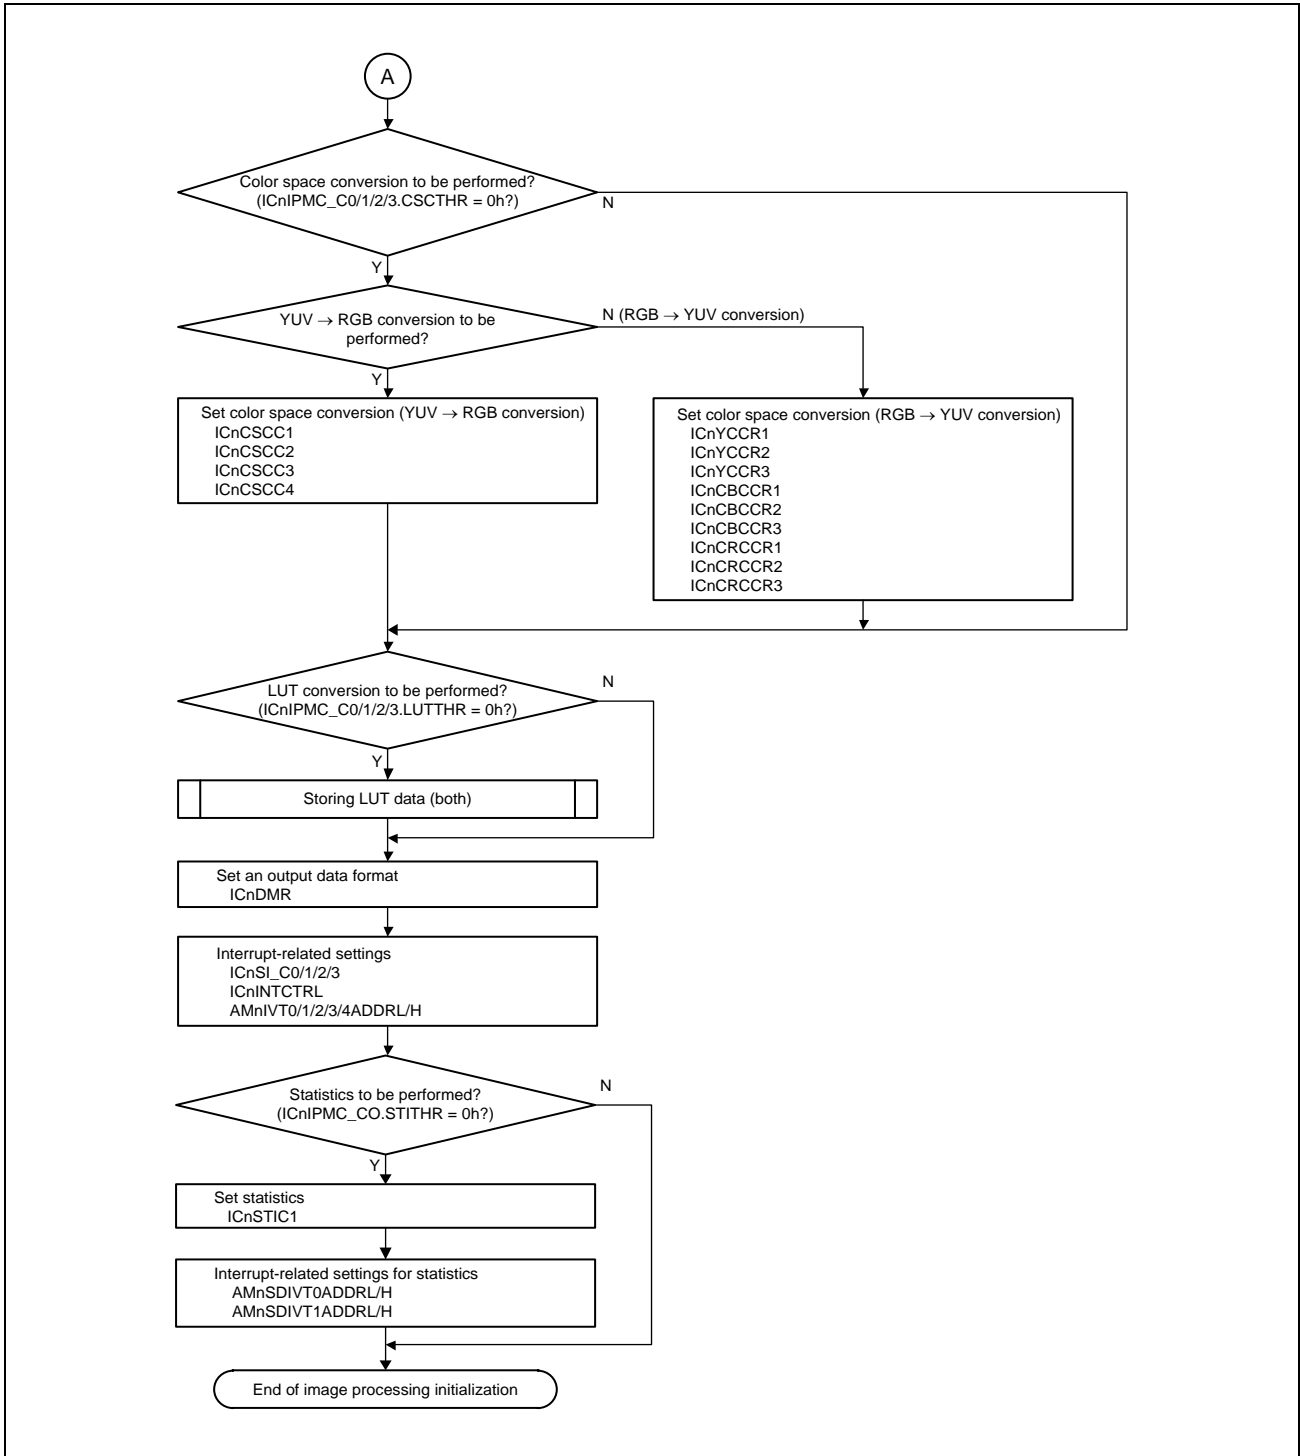 A
Color space conversion to be performed?
(ICnIPMC_C0/1/2/3.CSCTHR = 0h?)
N
Y
YUV → RGB conversion to be
performed?
N (RGB → YUV conversion)
Y
Set color space conversion (YUV → RGB conversion)
ICnCSCC1
ICnCSCC2
ICnCSCC3
ICnCSCC4
Set color space conversion (RGB → YUV conversion)
ICnYCCR1
ICnYCCR2
ICnYCCR3
ICnCBCCR1
ICnCBCCR2
ICnCBCCR3
ICnCRCCR1
ICnCRCCR2
ICnCRCCR3
LUT conversion to be performed?
(ICnIPMC_C0/1/2/3.LUTTHR = 0h?)
N
Y
Storing LUT data (both)
Set an output data format
ICnDMR
Interrupt-related settings
ICnSI_C0/1/2/3
ICnINTCTRL
AMnIVT0/1/2/3/4ADDRL/H
Statistics to be performed?
(ICnIPMC_CO.STITHR = 0h?)
N
Y
Set statistics
ICnSTIC1
Interrupt-related settings for statistics
AMnSDIVT0ADDRL/H
AMnSDIVT1ADDRL/H
End of image processing initialization